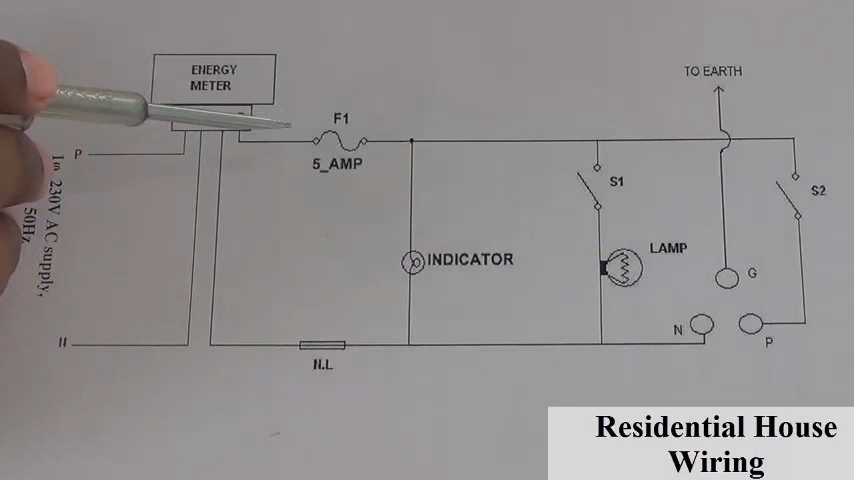 ENERGY
METER
TO EARTH
F1
5_AMP
P
1φ 230V AC supply,
50Hz
S1
S2
INDICATOR
LAMP
G
N
P
N
N.L
Residential House
Wiring